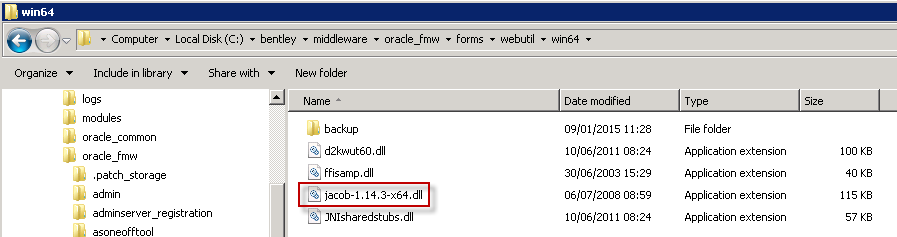 win64
Computer Local Disk (C:) bentley middleware oracle_fmw forms webutil win64
Organize Include in library Share with New folder
logs
modules
oracle_common
oracle_fmw
.patch_storage
admin
adminserver_registration
asoneofftool
Name Date modified Type Size
backup 09/01/2015 11:28 File folder
d2kwut60.dll 10/06/2011 08:24 Application extension 100 KB
ffisamp.dll 30/06/2003 15:29 Application extension 40 KB
jacob-1.14.3-x64.dll 06/07/2008 08:59 Application extension 115 KB
JNIsharedstubs.dll 10/06/2011 08:24 Application extension 57 KB